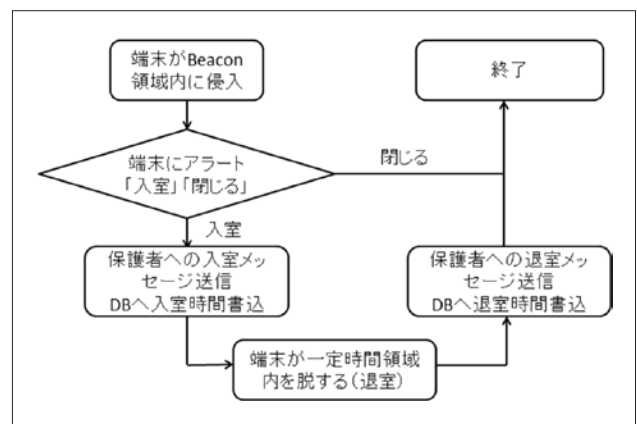 端末がBeacon
領域内に侵入
終了
端末にアラート
「入室」「閉じる」
閉じる
入室
保護者への入室メッ
セージ送信
DBへ入室時間書込
保護者への退室メッ
セージ送信
DBへ退室時間書込
端末が一定時間領域
内を脱する(退室)